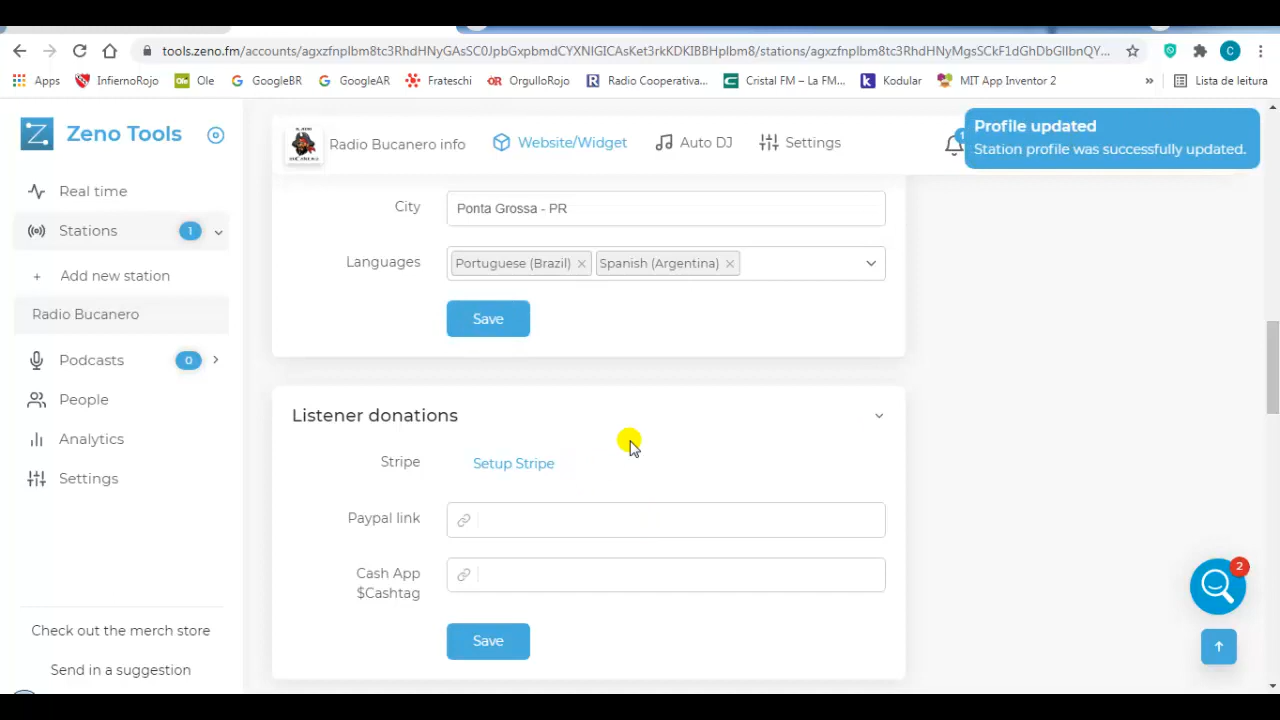 tools.zeno.fm/accounts/agxzfnplbm8tc3RhdHNyGAsSC0JpbGxpbmdCYXNlGICAsKet3rkKDKIBBHplbm8/stations/agxzfnplbm8tc3RhdHNyMgsSCkF1dGhDbGllbnQY...
Apps InfiernoRojo Ole GoogleBR GoogleAR Frateschi OrgulloRojo Radio Cooperativa... Cristal FM – La FM... Kodular MIT App Inventor 2 » Lista de leitura
Zeno Tools
Radio Bucanero info Website/Widget Auto DJ Settings
Profile updated
Station profile was successfully updated.
Real time
Stations 1
+ Add new station
Radio Bucanero
Podcasts 0
People
Analytics
Settings
Check out the merch store
Send in a suggestion
City Ponta Grossa - PR
Languages Portuguese (Brazil) × Spanish (Argentina) ×
Save
Listener donations
Stripe Setup Stripe
Paypal link
Cash App
$Cashtag
Save
2